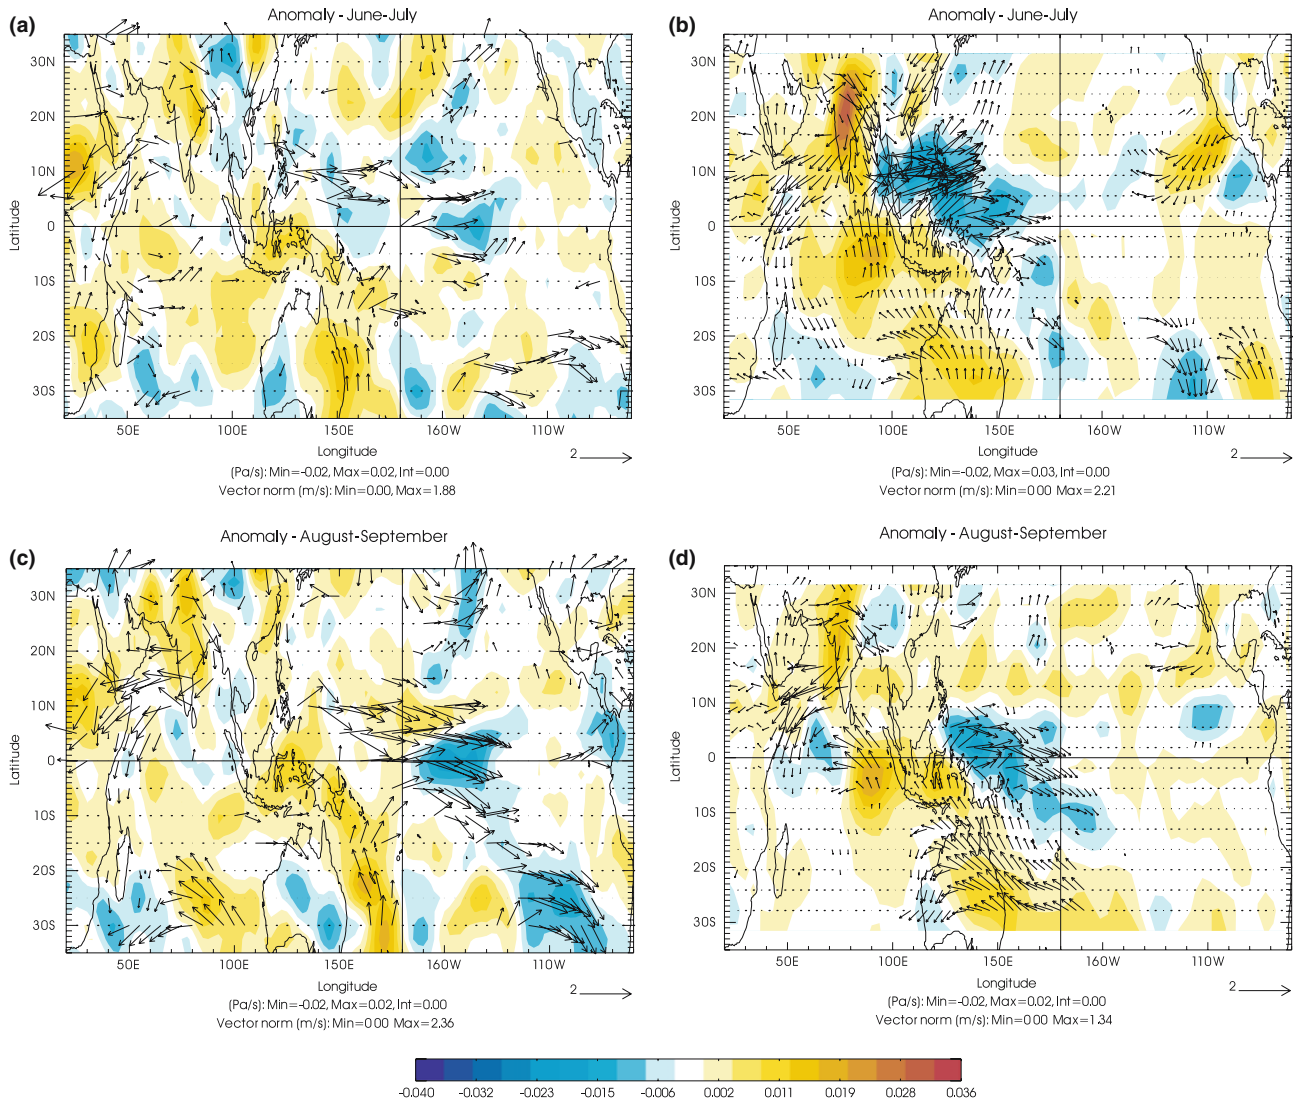 (a)
Anomaly - June-July
30N
20N
10N
0
10S
20S
30S
Latitude
50E 100E 150E 160W 110W
Longitude
2
(Pa/s): Min=-0.02, Max=0.02, Int=0.00
Vector norm (m/s): Min=0.00, Max=1.88
(b)
Anomaly - June-July
30N
20N
10N
0
10S
20S
30S
Latitude
50E 100E 150E 160W 110W
Longitude
2
(Pa/s): Min=-0.02, Max=0.03, Int=0.00
Vector norm (m/s): Min=0 00 Max=2.21
(c)
Anomaly - August-September
30N
20N
10N
0
10S
20S
30S
Latitude
50E 100E 150E 160W 110W
Longitude
2
(Pa/s): Min=-0.02, Max=0.02, Int=0.00
Vector norm (m/s): Min=0 00 Max=2.36
(d)
Anomaly - August-September
30N
20N
10N
0
10S
20S
30S
Latitude
50E 100E 150E 160W 110W
Longitude
2
(Pa/s): Min=-0.02, Max=0.02, Int=0.00
Vector norm (m/s): Min=0 00 Max=1.34
-0.040 -0.032 -0.023 -0.015 -0.006 0.002 0.011 0.019 0.028 0.036